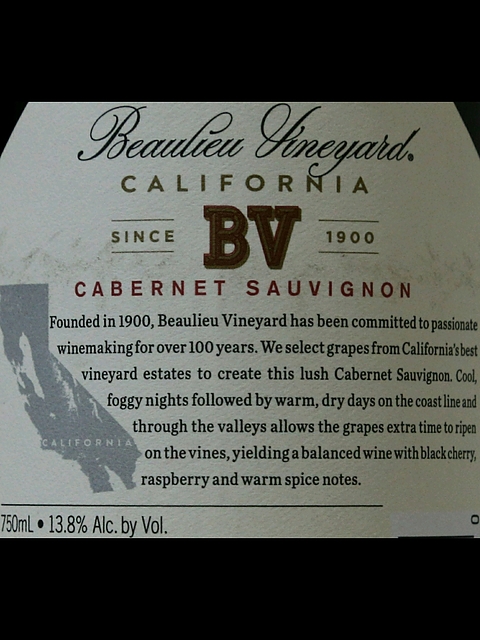 Beaulieu Vineyard.
CALIFORNIA
SINCE BV 1900
CABERNET SAUVIGNON
Founded in 1900, Beaulieu Vineyard has been committed to passionate
winemaking for over 100 years. We select grapes from California's best
vineyard estates to create this lush Cabernet Sauvignon. Cool,
foggy nights followed by warm, dry days on the coast line and
through the valleys allows the grapes extra time to ripen
on the vines, yielding a balanced wine with black cherry,
raspberry and warm spice notes.
CALIFORNIA
750mL • 13.8% Alc. by Vol.